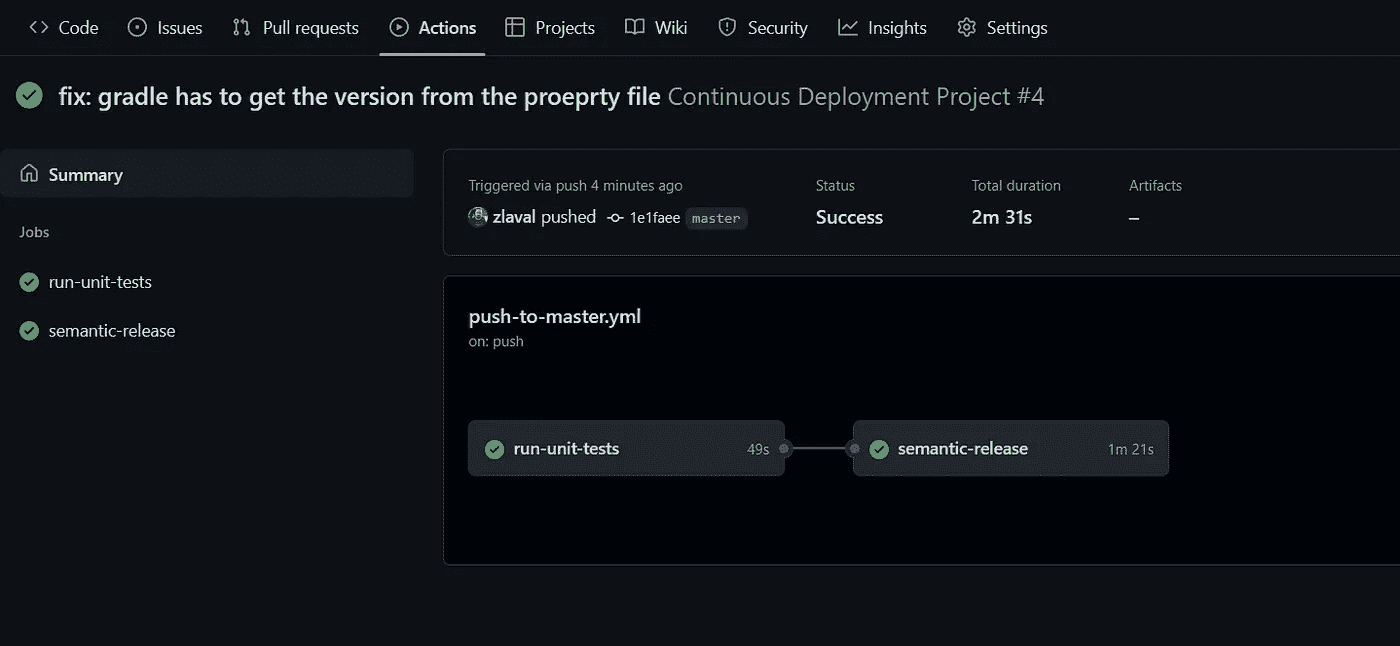 Code Issues Pull requests Actions Projects Wiki Security Insights Settings
fix: gradle has to get the version from the proeprty file Continuous Deployment Project #4
Summary
Jobs
run-unit-tests
semantic-release
Triggered via push 4 minutes ago
zlaval pushed 1e1faee master
Status
Success
Total duration
2m 31s
Artifacts
–
push-to-master.yml
on: push
run-unit-tests 49s
semantic-release 1m 21s